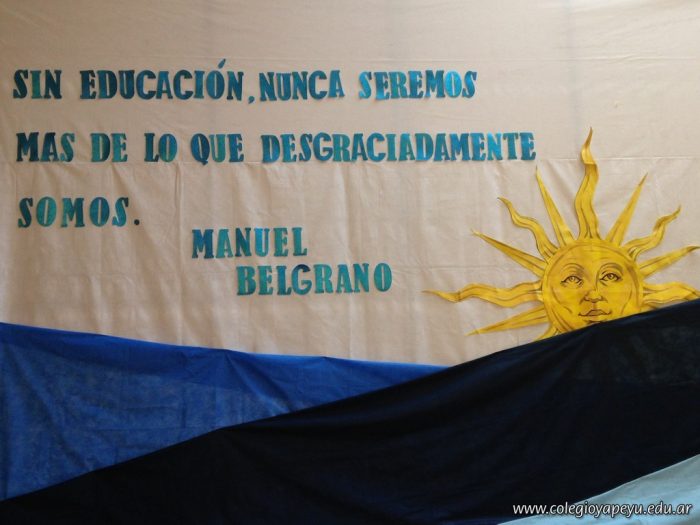 SIN EDUCACIÓN, NUNCA SEREMOS
MAS DE LO QUE DESGRACIADAMENTE
SOMOS.
MANUEL
BELGRANO
www.colegioyapeyu.edu.ar